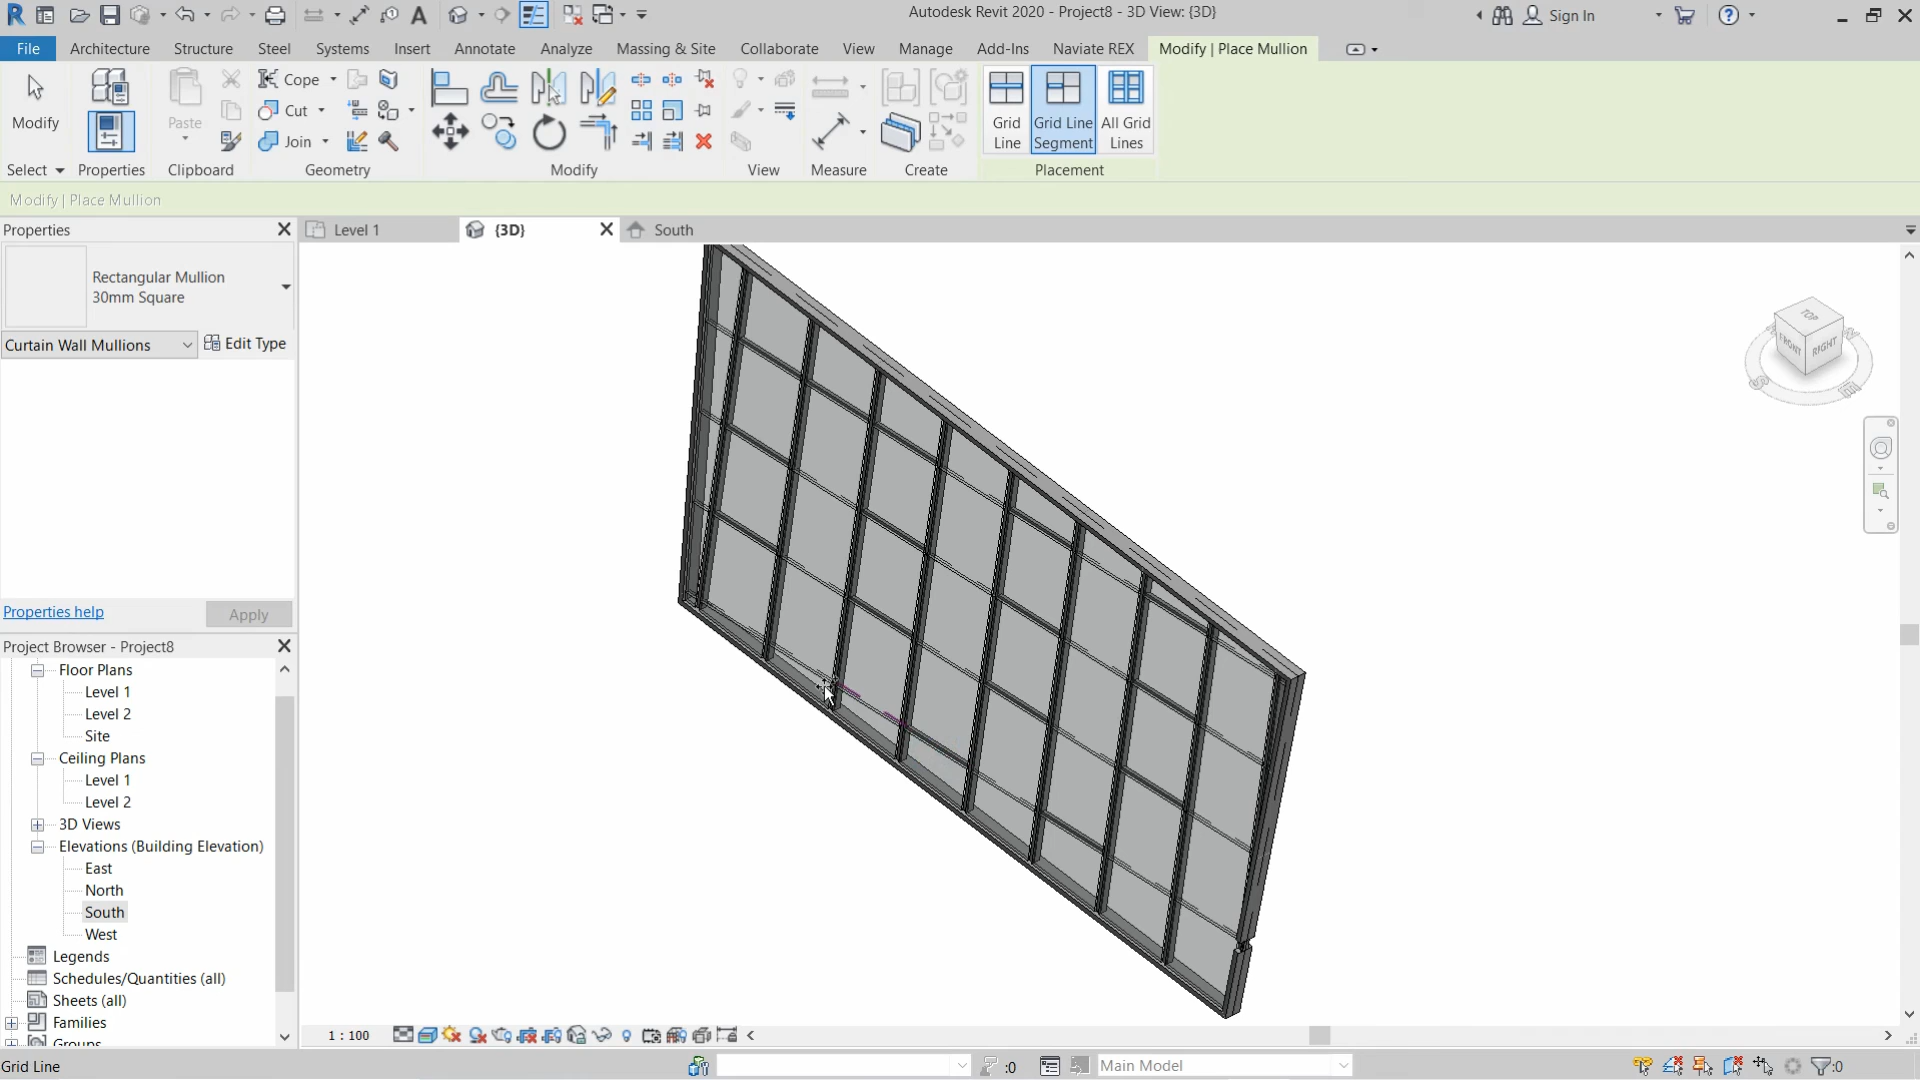 Autodesk Revit 2020 - Project8 - 3D View: {3D}
Sign In
File
Architecture
Structure
Steel
Systems
Insert
Annotate
Analyze
Massing & Site
Collaborate
View
Manage
Add-Ins
Naviate REX
Modify | Place Mullion
Modify
Paste
Cope
Cut
Join
Grid Line
Grid Line Segment
All Grid Lines
Select
Properties
Clipboard
Geometry
Modify
View
Measure
Create
Placement
Modify | Place Mullion
Properties
Level 1
{3D}
South
Rectangular Mullion
30mm Square
Curtain Wall Mullions
Edit Type
TOP
FRONT
RIGHT
S
E
Properties help
Apply
Project Browser - Project8
Floor Plans
Level 1
Level 2
Site
Ceiling Plans
Level 1
Level 2
3D Views
Elevations (Building Elevation)
East
North
South
West
Legends
Schedules/Quantities (all)
Sheets (all)
Families
Groups
1 : 100
Grid Line
:0
Main Model
:0